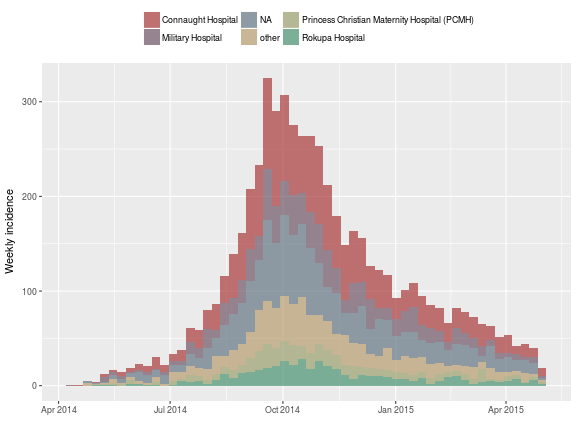 Connaught Hospital NA Princess Christian Maternity Hospital (PCMH)
Military Hospital other Rokupa Hospital
Weekly incidence
300
200
100
0
Apr 2014 Jul 2014 Oct 2014 Jan 2015 Apr 2015